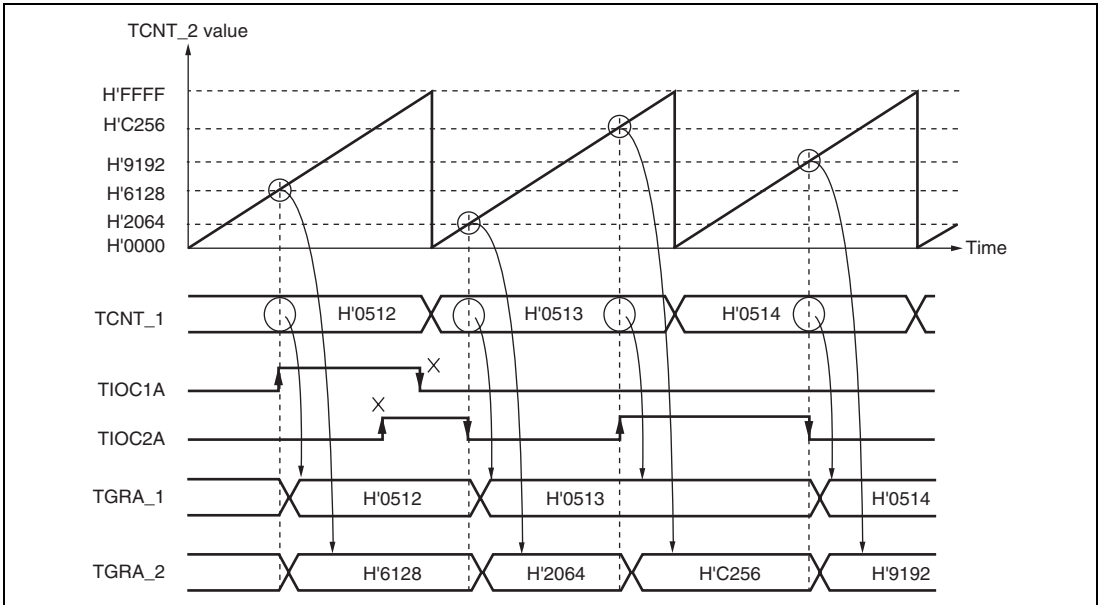 TCNT_2 value
H'FFFF
H'C256
H'9192
H'6128
H'2064
H'0000
Time
TCNT_1 H'0512 H'0513 H'0514
TIOC1A
TIOC2A
TGRA_1 H'0512 H'0513 H'0514
TGRA_2 H'6128 H'2064 H'C256 H'9192